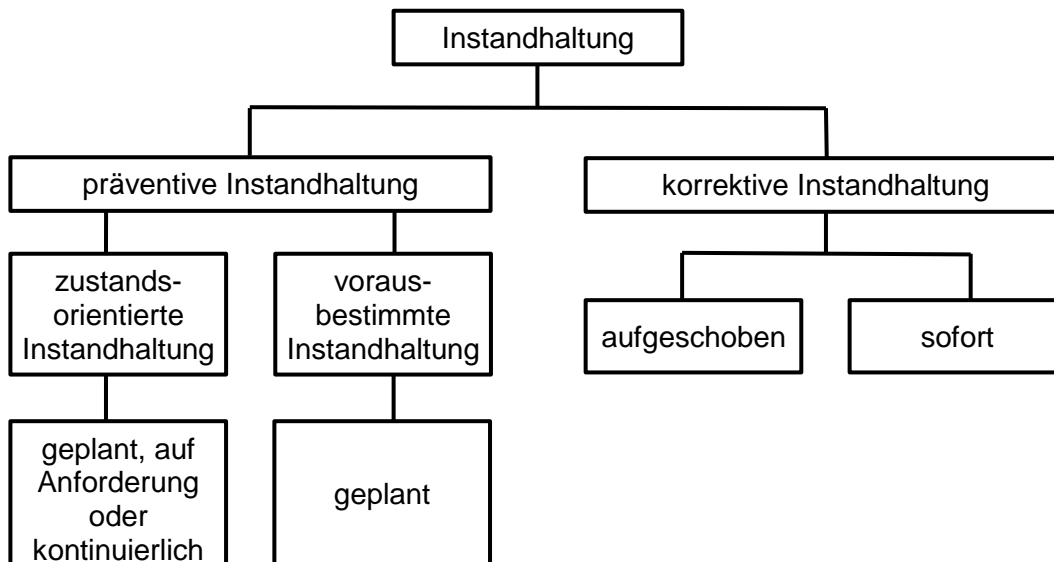 Instandhaltung
präventive Instandhaltung
korrektive Instandhaltung
zustands-
orientierte
Instandhaltung
voraus-
bestimmte
Instandhaltung
aufgeschoben
sofort
geplant, auf
Anforderung
oder
kontinuierlich
geplant